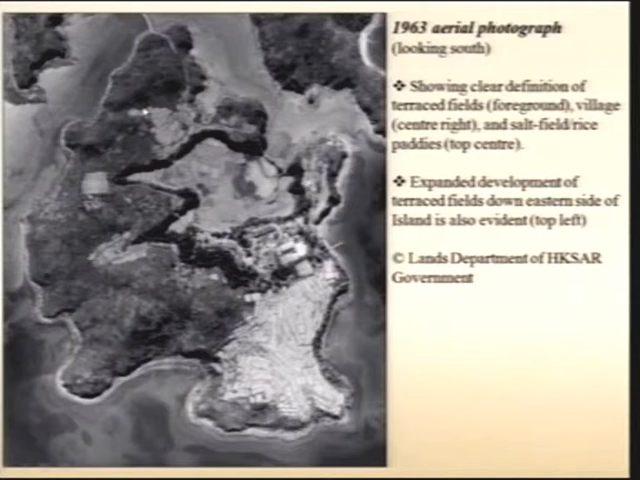 1963 aerial photograph
(looking south)
❖ Showing clear definition of
terraced fields (foreground), village
(centre right), and salt-field/rice
paddies (top centre).
❖ Expanded development of
terraced fields down eastern side of
Island is also evident (top left)
© Lands Department of HKSAR
Government